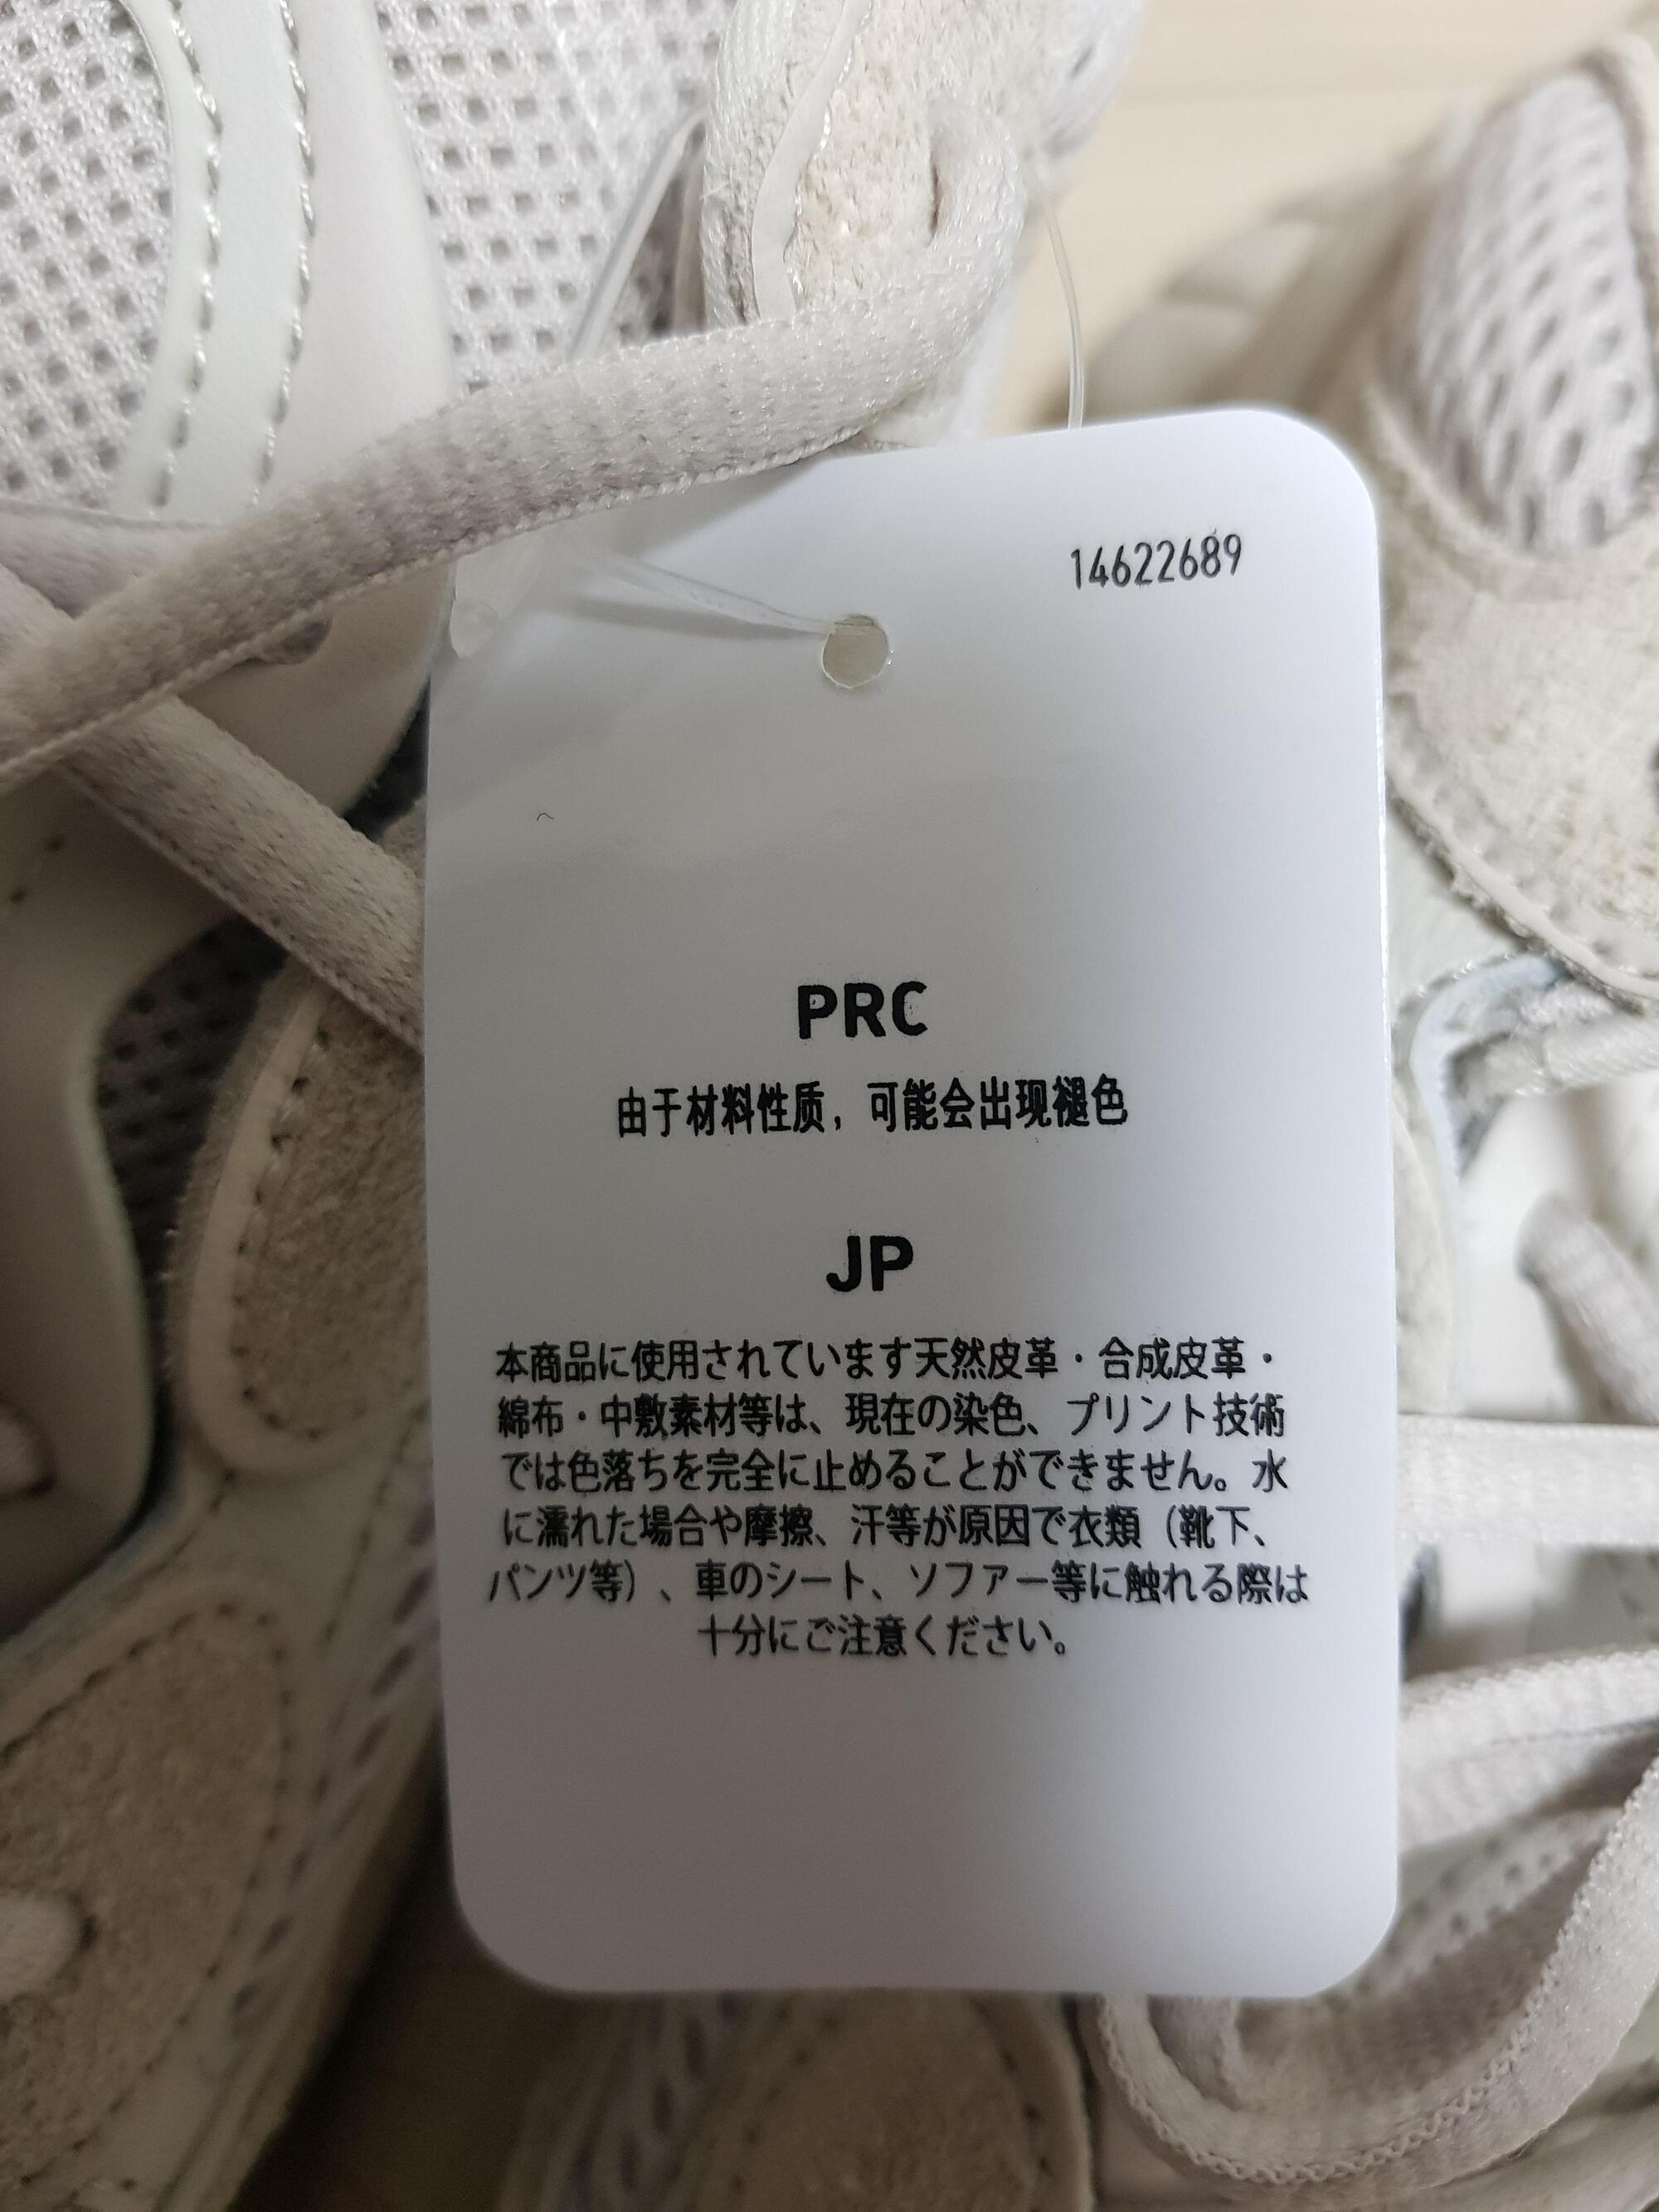 14622689
PRC
由于材料性质，可能会出现褪色
JP
本商品に使用されています天然皮革・合成皮革・
綿布・中敷素材等は、現在の染色、プリント技術
では色落ちを完全に止めることができません。水
に濡れた場合や摩擦、汗等が原因で衣類（靴下、
パンツ等）、車のシート、ソファー等に触れる際は
十分にご注意ください。